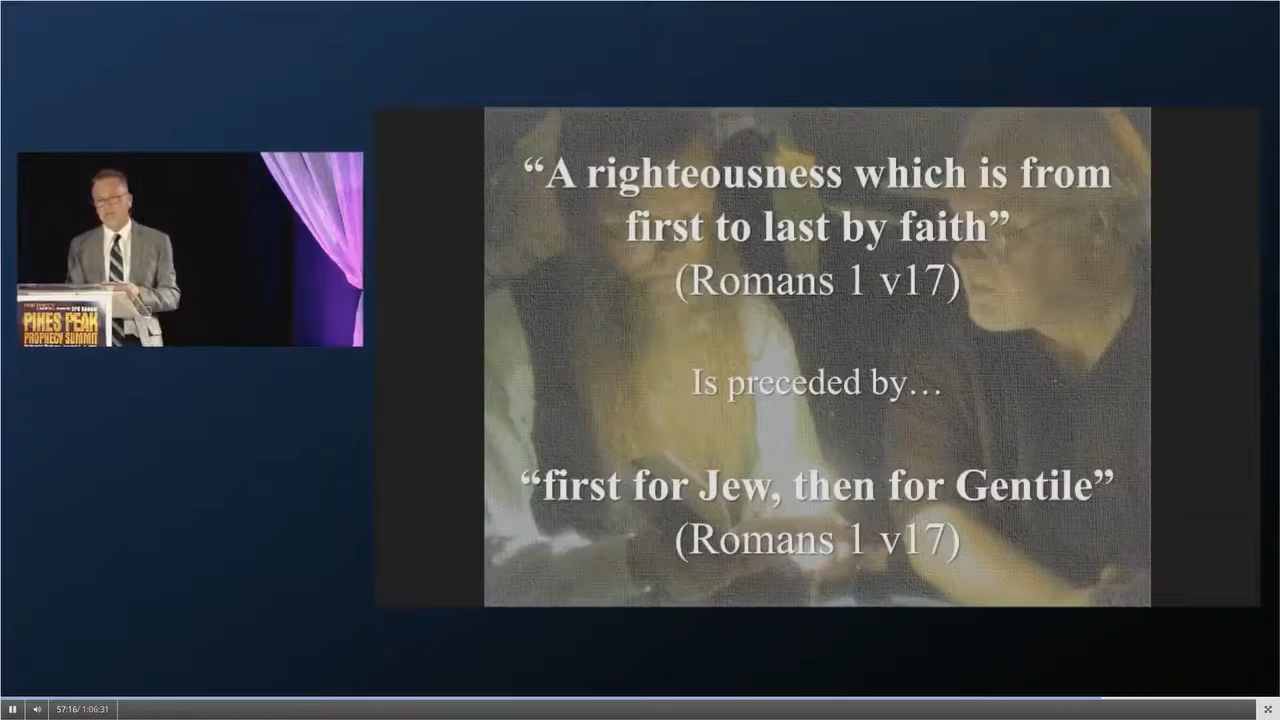 “A righteousness which is from
first to last by faith”
(Romans 1 v17)
Is preceded by…
“first for Jew, then for Gentile”
(Romans 1 v17)
PIKES PEAK
PROPHECY SUMMIT
57:16/ 1:06:31